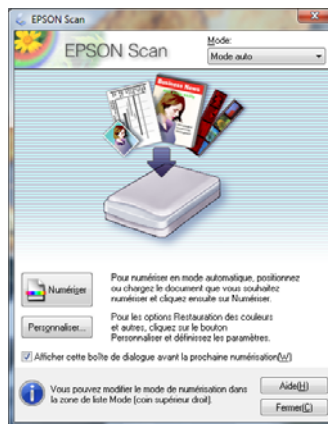 EPSON Scan
EPSON Scan
Mode:
Mode auto
Business News
Numériser
Pour numériser en mode automatique, positionnez
ou chargez le document que vous souhaitez
numériser et cliquez ensuite sur Numériser.
Personnaliser...
Pour les options Restauration des couleurs
et autres, cliquez sur le bouton
Personnaliser et définissez les paramètres.
Afficher cette boîte de dialogue avant la prochaine numérisation(W)
Vous pouvez modifier le mode de numérisation dans
la zone de liste Mode (coin supérieur droit).
Aide(H)
Fermer(C)